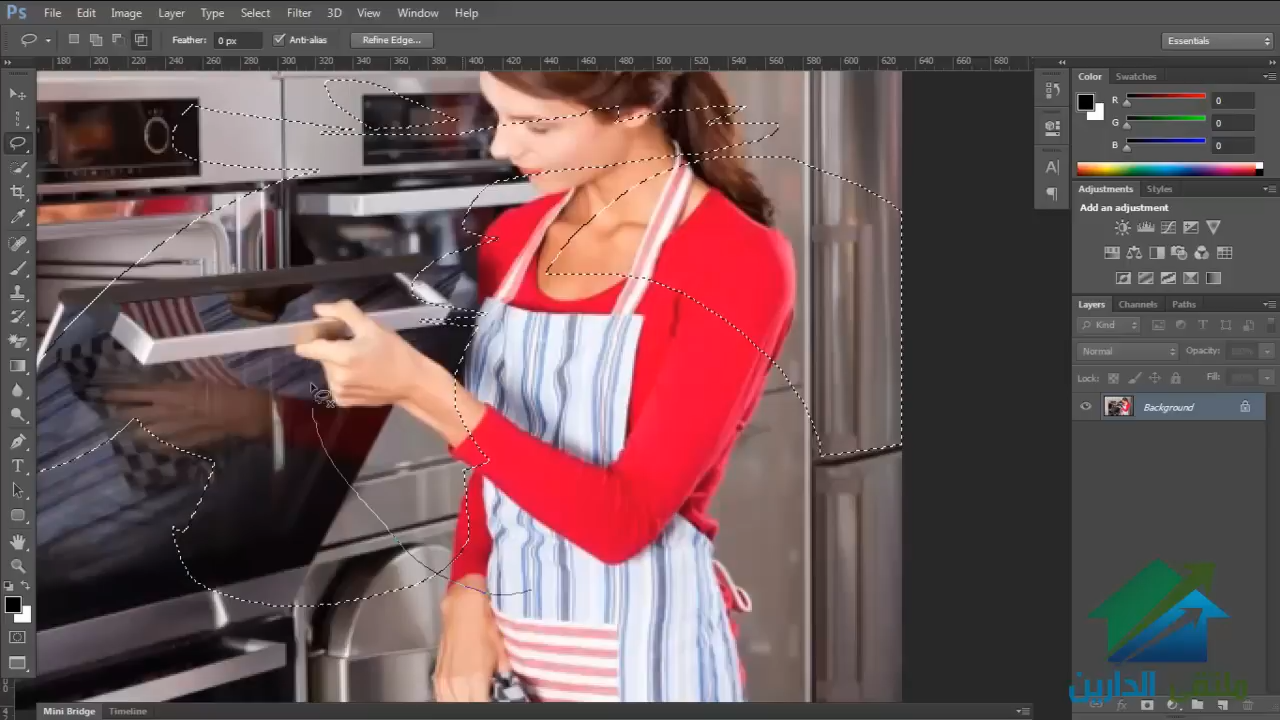 Ps File Edit Image Layer Type Select Filter 3D View Window Help
Feather: 0 px Anti-alias Refine Edge... Essentials
180 200 220 240 260 280 300 320 340 360 380 400 420 440 460 480 500 520 540 560 580 600 620 640 660 680
Color Swatches
R 0
G 0
B 0
Adjustments Styles
Add an adjustment
Layers Channels Paths
Kind
Normal Opacity:
Lock: Fill:
Background
ملتقى الدارين
Mini Bridge Timeline